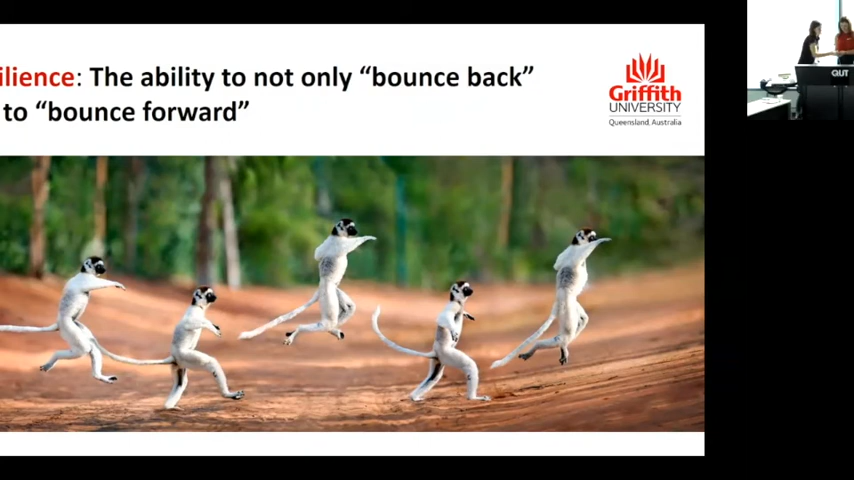 ilience: The ability to not only “bounce back”
to “bounce forward”
Griffith
UNIVERSITY
Queensland, Australia
QUT